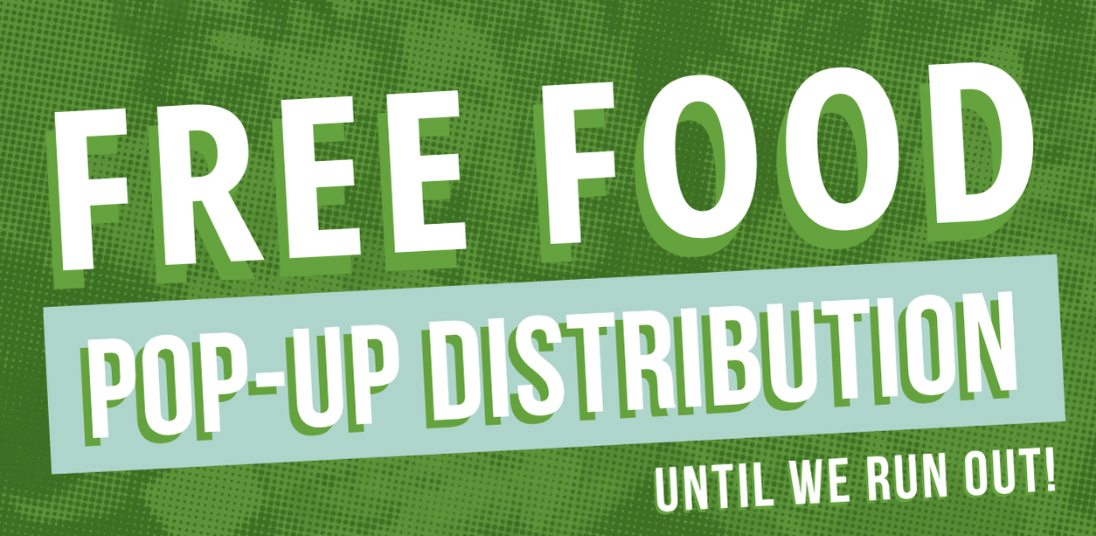 FREE FOOD
POP-UP DISTRIBUTION
UNTIL WE RUN OUT!